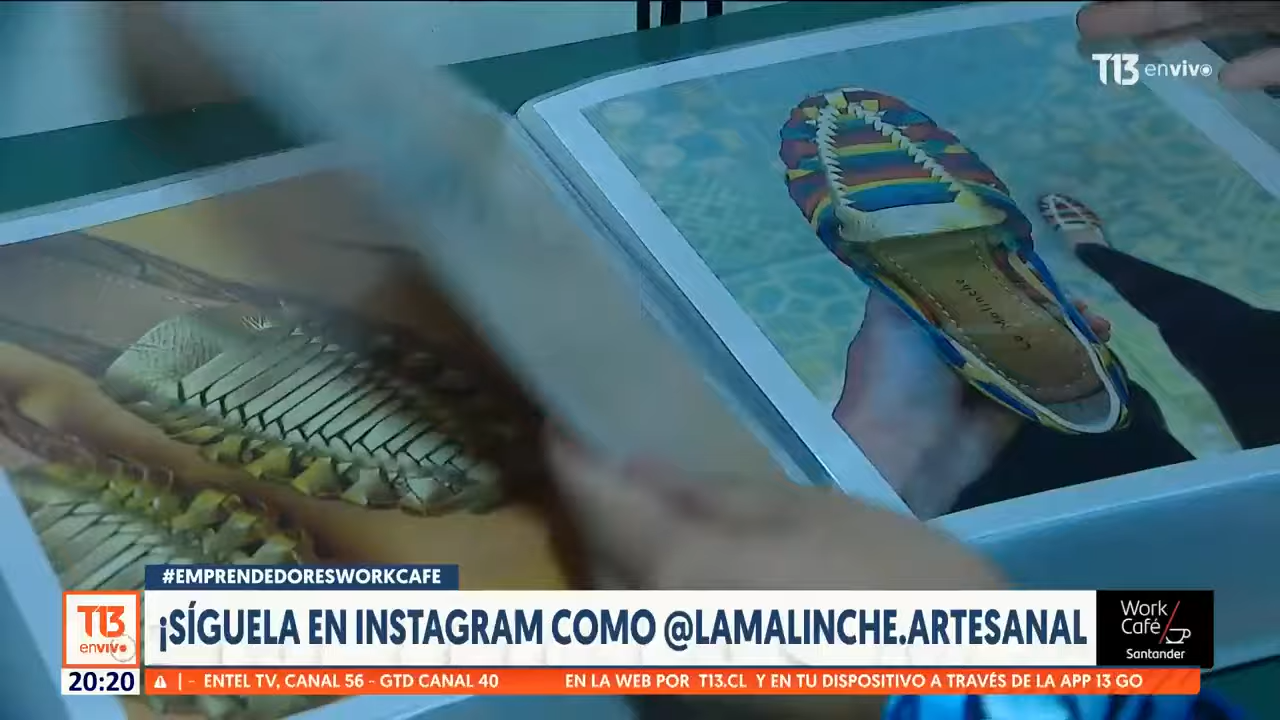 T13 envivo
La Malinche
#EMPRENDEDORESWORKCAFE
¡SÍGUELA EN INSTAGRAM COMO @LAMALINCHE.ARTESANAL
T13
envivo
Work
Café
Santander
20:20
- ENTEL TV, CANAL 56 - GTD CANAL 40 EN LA WEB POR T13.CL Y EN TU DISPOSITIVO A TRAVÉS DE LA APP 13 GO